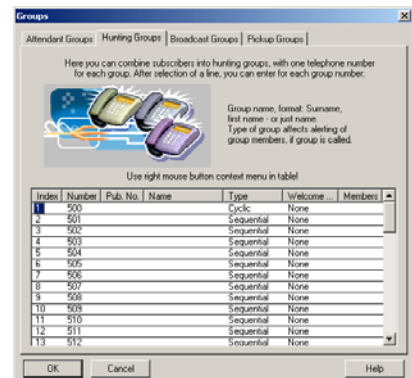 Groups
Attendant Groups Hunting Groups Broadcast Groups Pickup Groups
Here you can combine subscribers into hunting groups, with one telephone number
for each group. After selection of a line, you can enter for each group number:
Group name, format: Surname,
first name - or just name.
Type of group affects alerting of
group members, if group is called.
Use right mouse button context menu in table!
Index Number Pub. No. Name Type Welcome ... Members
1 500 Cyclic None
2 501 Sequential None
3 502 Sequential None
4 503 Sequential None
5 504 Sequential None
6 505 Sequential None
7 506 Sequential None
8 507 Sequential None
9 508 Sequential None
10 509 Sequential None
11 510 Sequential None
12 511 Sequential None
13 512 Sequential None
OK Cancel Help